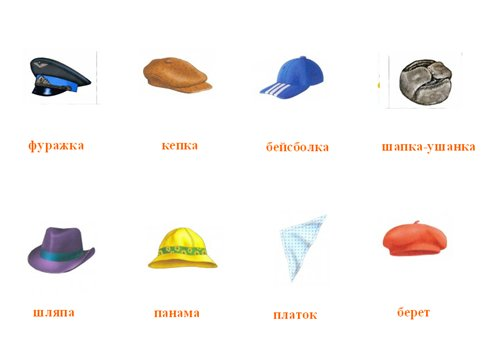 фуражка
кепка
бейсболка
шапка-ушанка
шляпа
панама
платок
берет